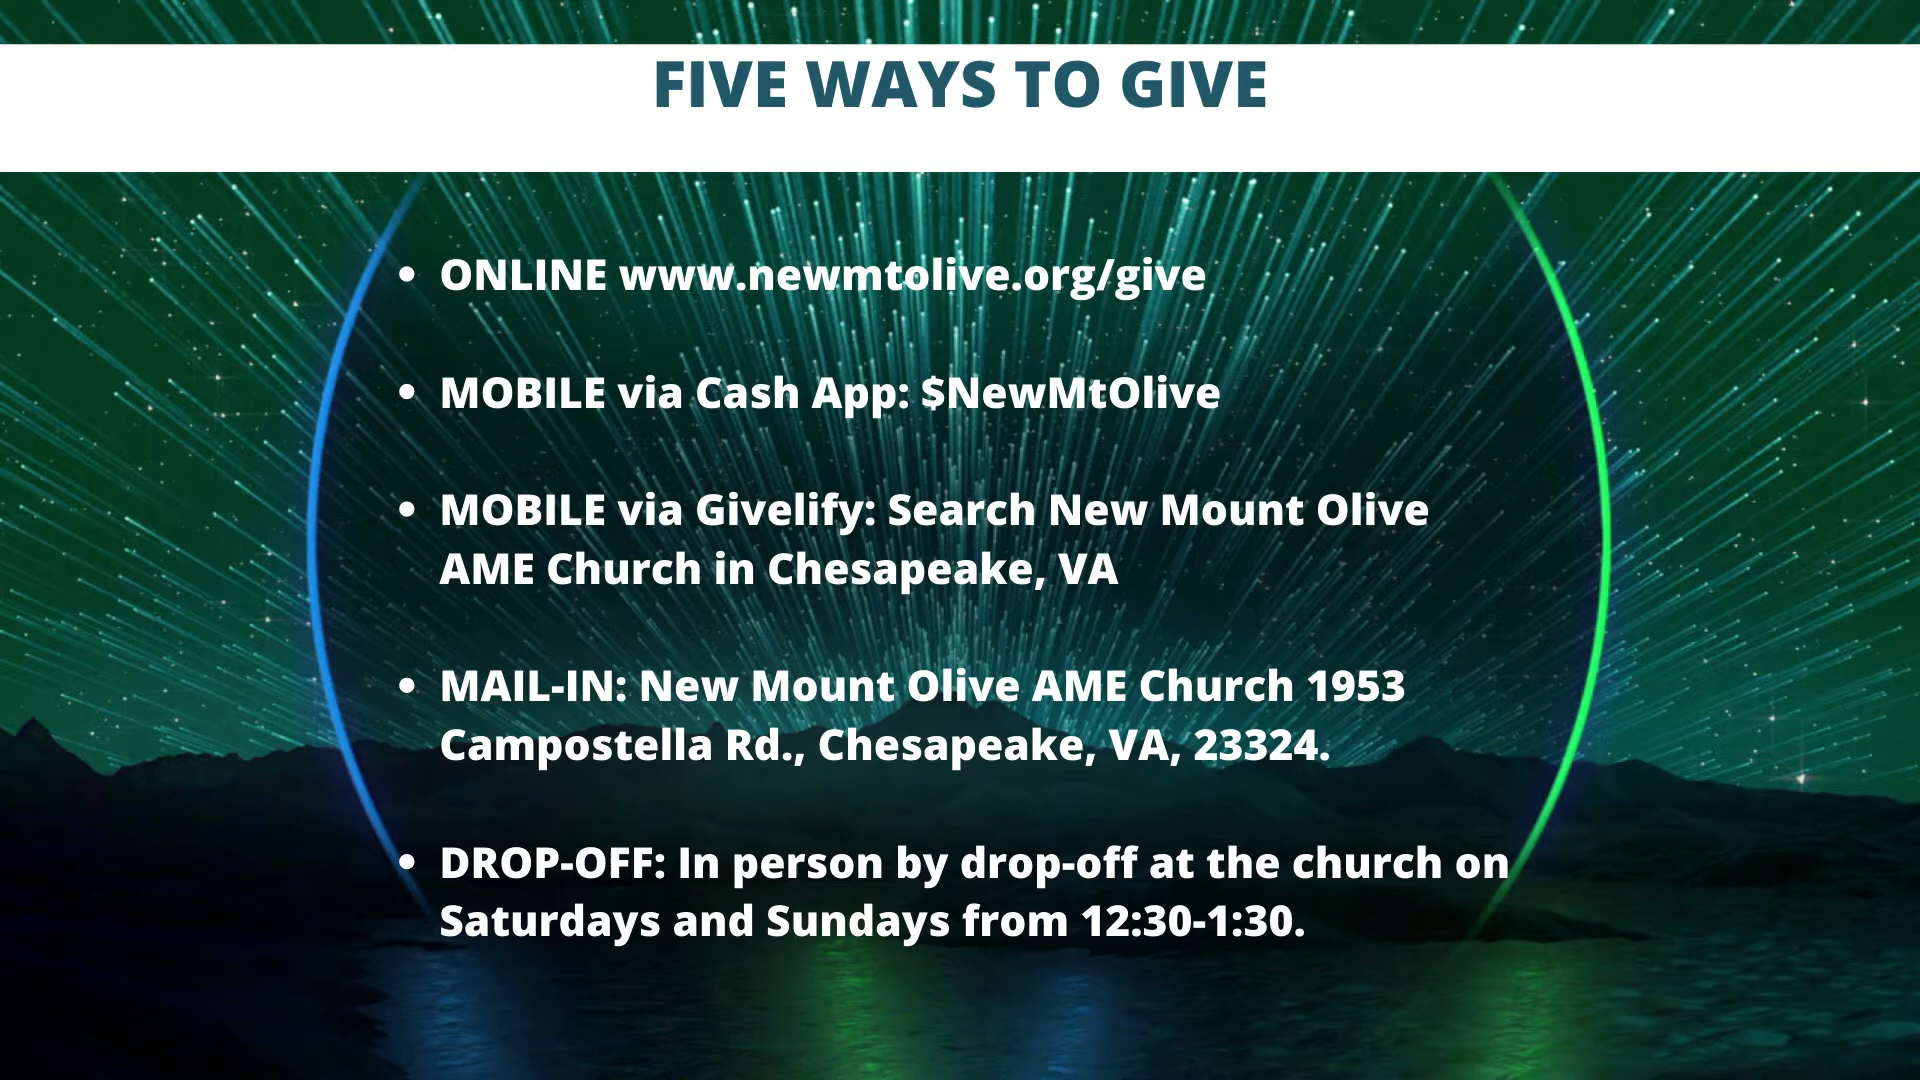 FIVE WAYS TO GIVE
• ONLINE www.newmtolive.org/give
• MOBILE via Cash App: $NewMtOlive
• MOBILE via Givelify: Search New Mount Olive
AME Church in Chesapeake, VA
• MAIL-IN: New Mount Olive AME Church 1953
Campostella Rd., Chesapeake, VA, 23324.
• DROP-OFF: In person by drop-off at the church on
Saturdays and Sundays from 12:30-1:30.